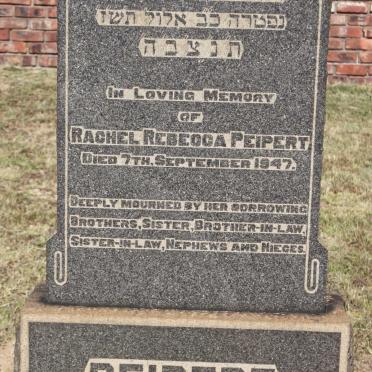 נפטרה כב אלול תשז
תנצבה
IN LOVING MEMORY
OF
RACHEL REBECCA PEIPERT
DIED 7TH. SEPTEMBER 1947.
DEEPLY MOURNED BY HER SORROWING
BROTHERS, SISTER, BROTHER-IN-LAW,
SISTER-IN-LAW, NEPHEWS AND NIECES.
PEIPERT